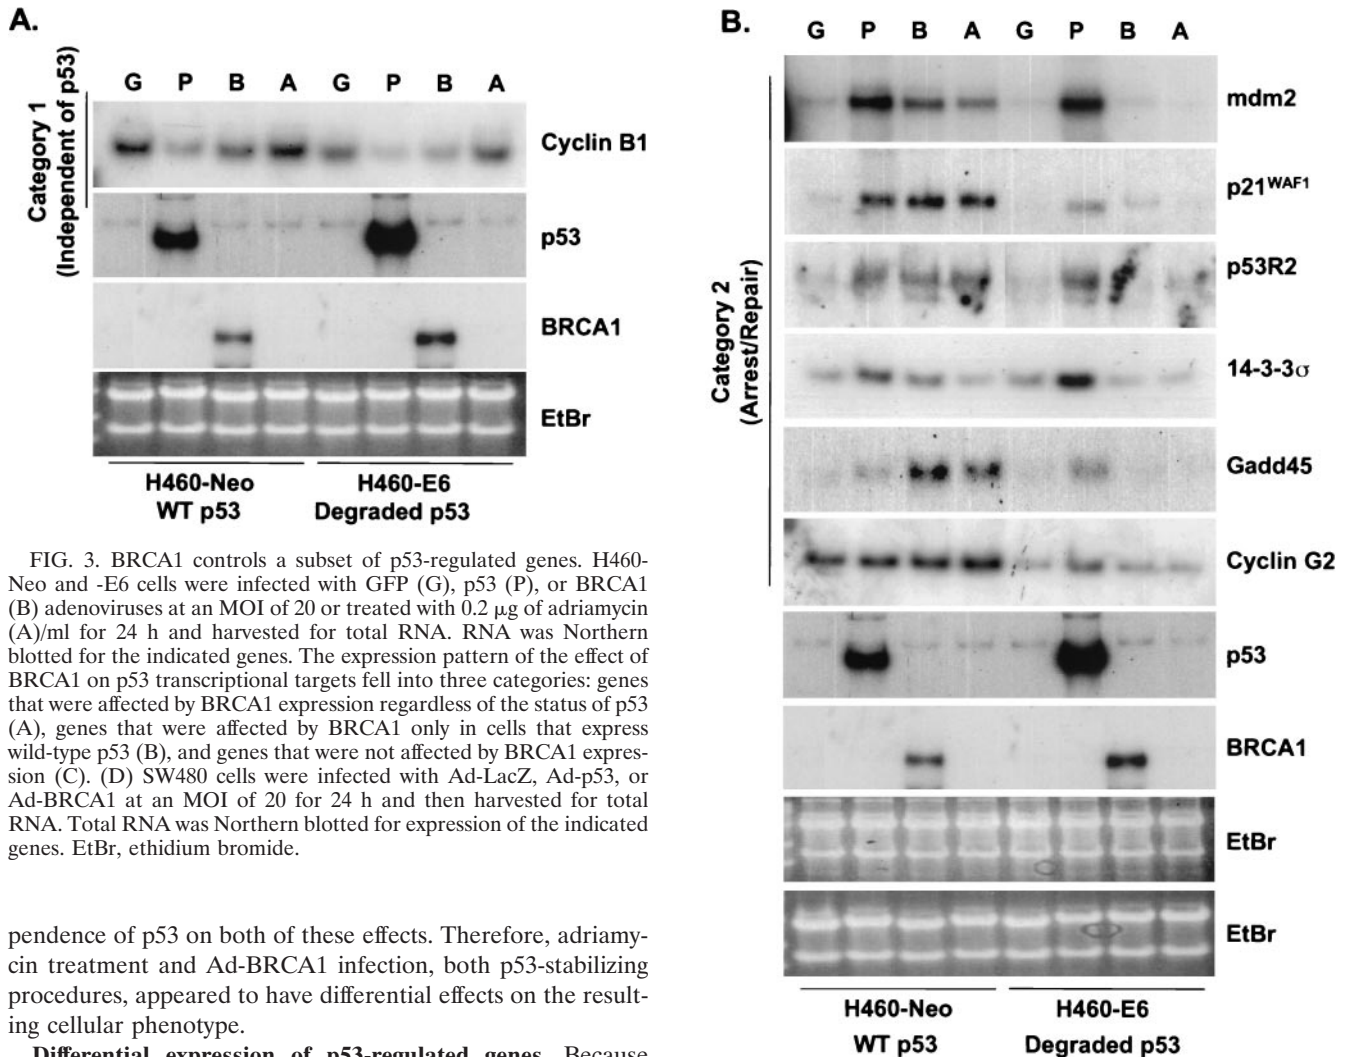 A.
Category 1
(Independent of p53)
G P B A G P B A
Cyclin B1
p53
BRCA1
EtBr
H460-Neo H460-E6
WT p53 Degraded p53
FIG. 3. BRCA1 controls a subset of p53-regulated genes. H460-
Neo and -E6 cells were infected with GFP (G), p53 (P), or BRCA1
(B) adenoviruses at an MOI of 20 or treated with 0.2 μg of adriamycin
(A)/ml for 24 h and harvested for total RNA. RNA was Northern
blotted for the indicated genes. The expression pattern of the effect of
BRCA1 on p53 transcriptional targets fell into three categories: genes
that were affected by BRCA1 expression regardless of the status of p53
(A), genes that were affected by BRCA1 only in cells that express
wild-type p53 (B), and genes that were not affected by BRCA1 expres-
sion (C). (D) SW480 cells were infected with Ad-LacZ, Ad-p53, or
Ad-BRCA1 at an MOI of 20 for 24 h and then harvested for total
RNA. Total RNA was Northern blotted for expression of the indicated
genes. EtBr, ethidium bromide.
pendence of p53 on both of these effects. Therefore, adriamy-
cin treatment and Ad-BRCA1 infection, both p53-stabilizing
procedures, appeared to have differential effects on the result-
ing cellular phenotype.
Differential expression of p53-regulated genes. Because
B.
G P B A G P B A
Category 2
(Arrest/Repair)
mdm2
p21WAF1
p53R2
14-3-3σ
Gadd45
Cyclin G2
p53
BRCA1
EtBr
EtBr
H460-Neo H460-E6
WT p53 Degraded p53